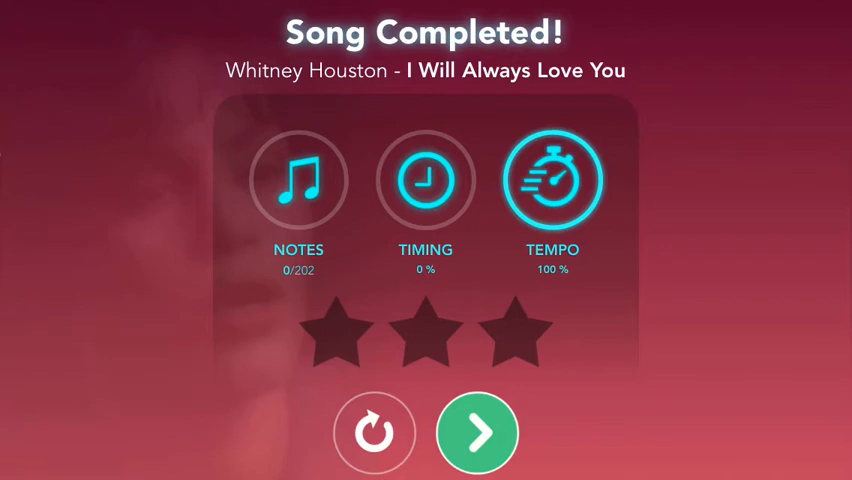 Song Completed!
Whitney Houston - I Will Always Love You
NOTES TIMING TEMPO
0/202 0 % 100 %